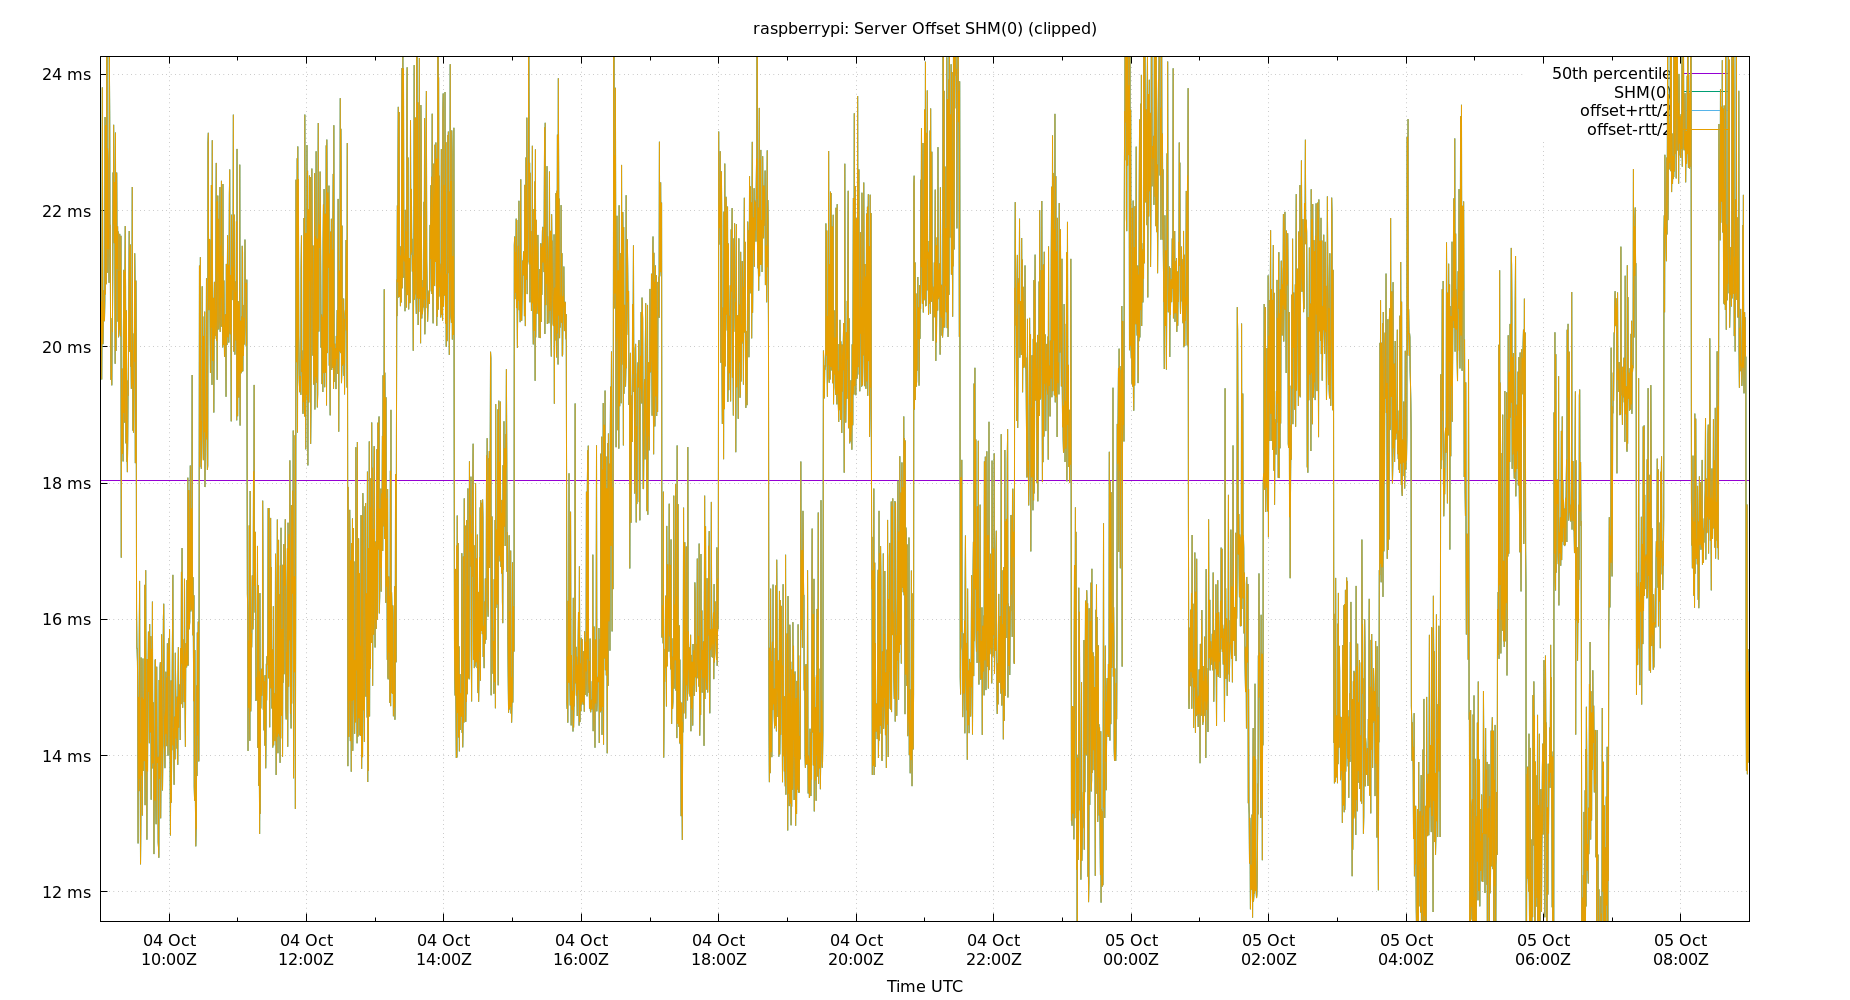 raspberrypi: Server Offset SHM(0) (clipped)
24 ms
22 ms
20 ms
18 ms
16 ms
14 ms
12 ms
50th percentile
SHM(0)
offset+rtt/2
offset-rtt/2
04 Oct 04 Oct 04 Oct 04 Oct 04 Oct 04 Oct 04 Oct 05 Oct 05 Oct 05 Oct 05 Oct 05 Oct
10:00Z 12:00Z 14:00Z 16:00Z 18:00Z 20:00Z 22:00Z 00:00Z 02:00Z 04:00Z 06:00Z 08:00Z
Time UTC